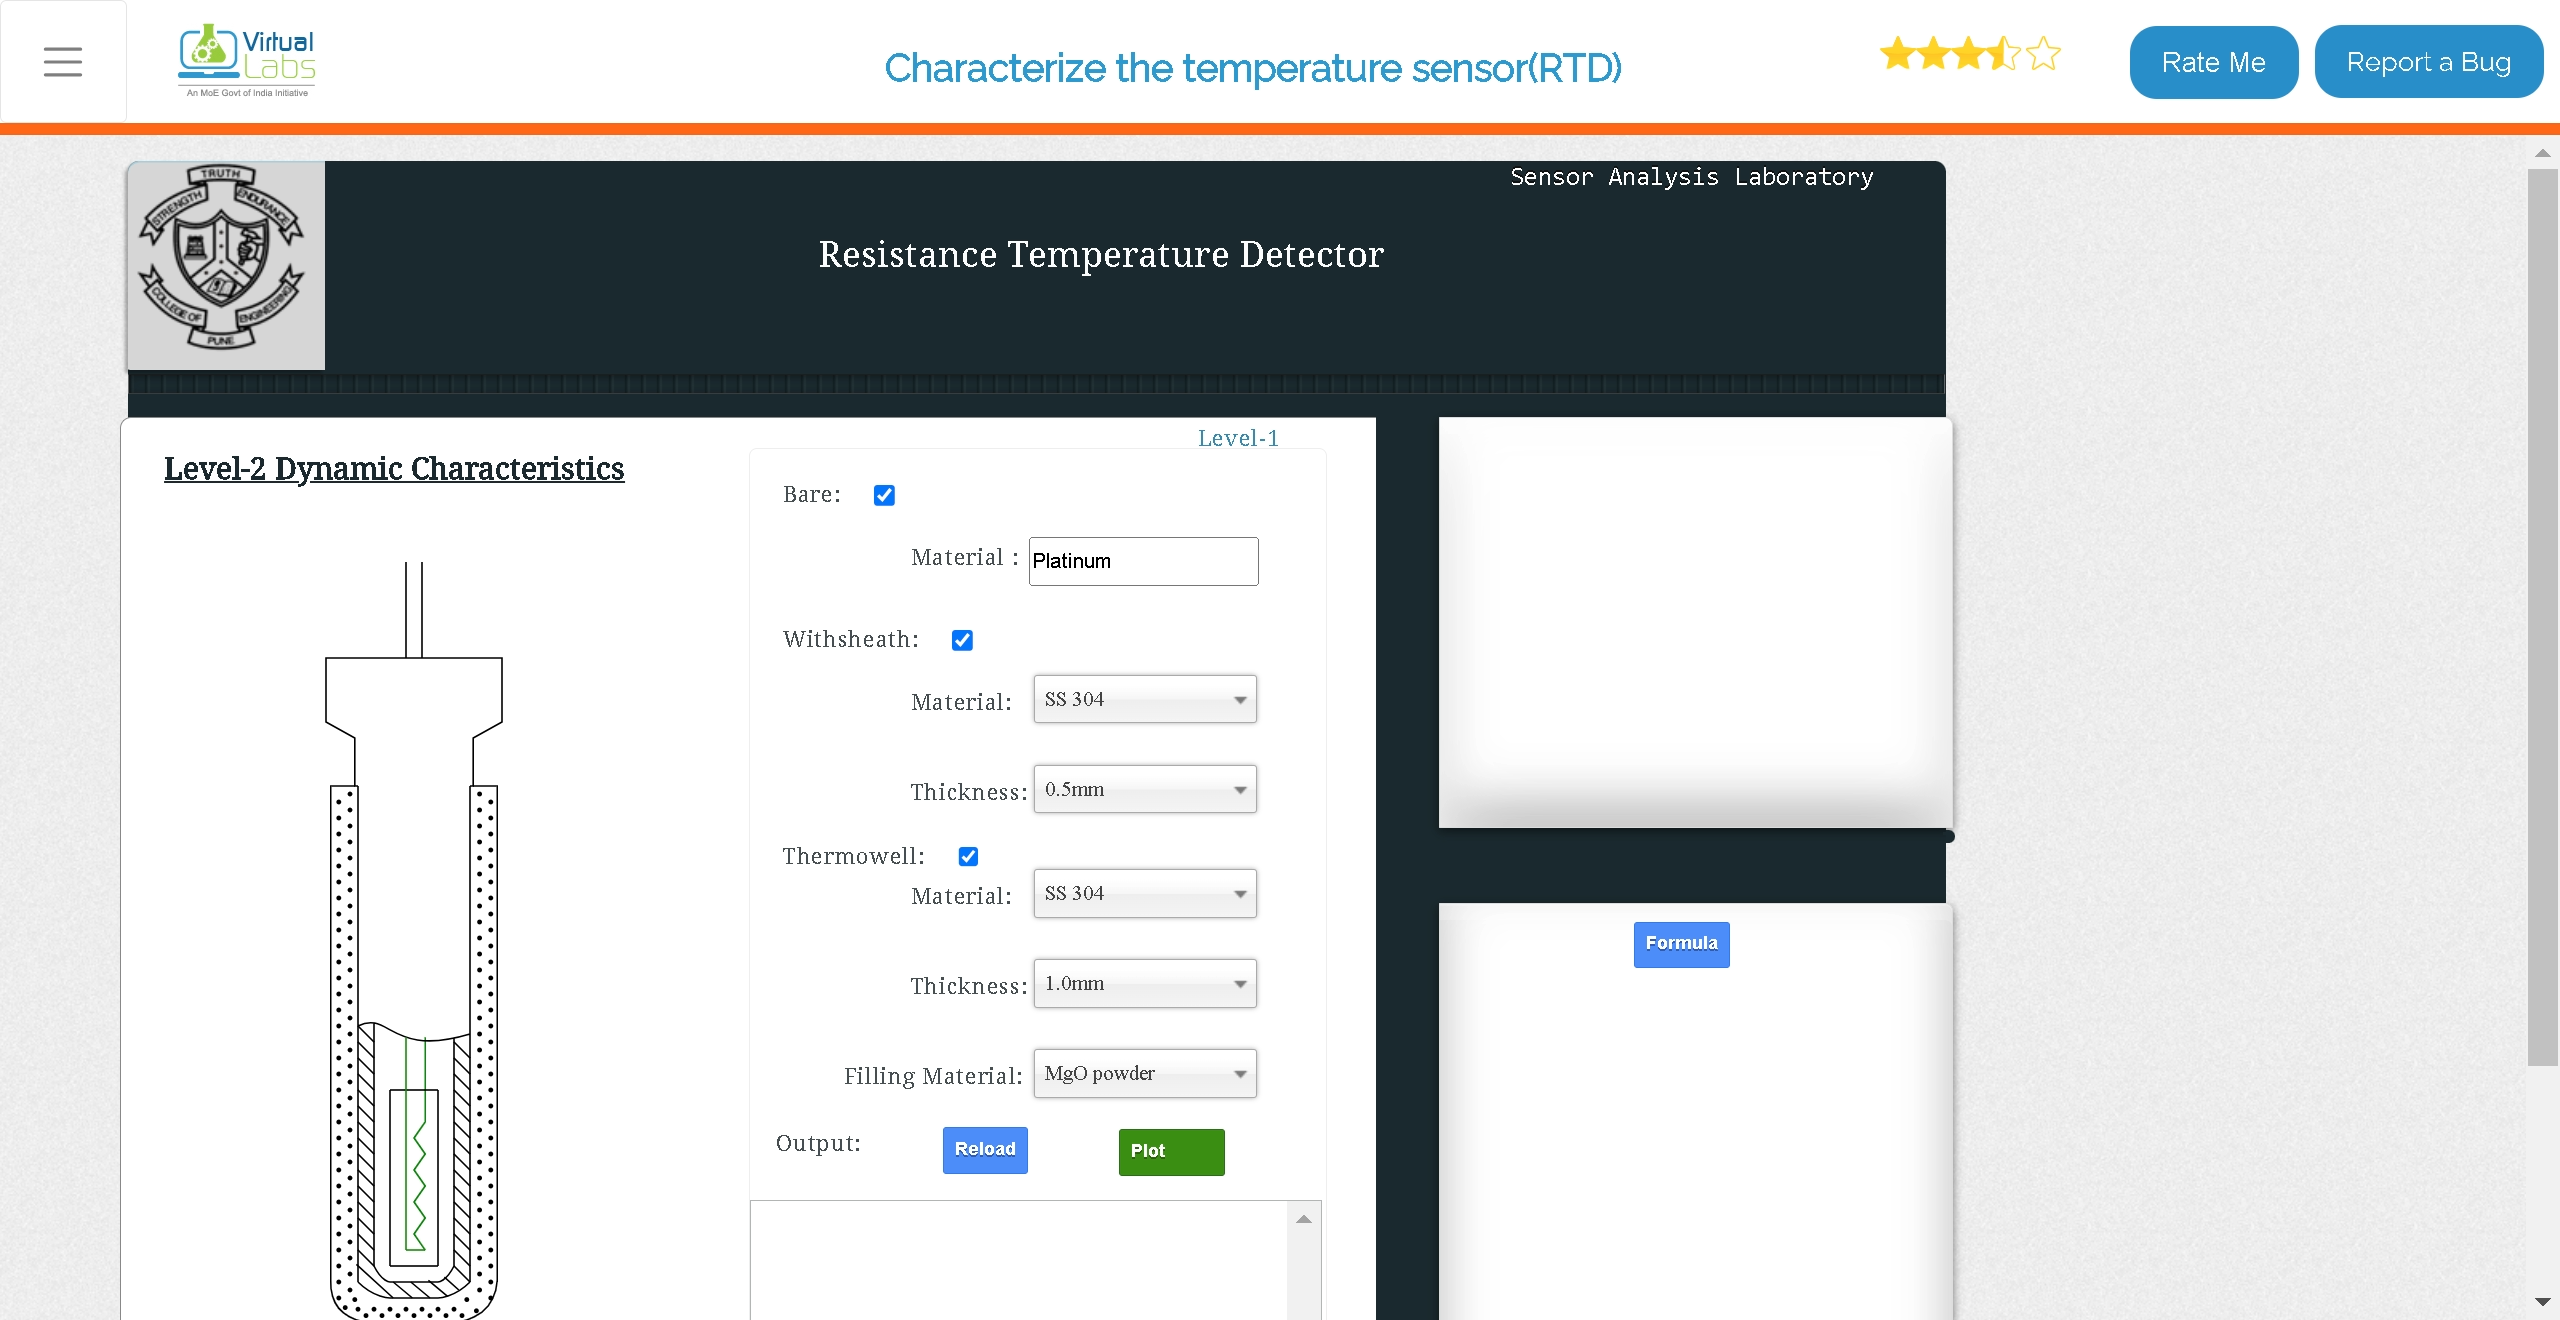 Virtual
Labs
An MoE Govt of India Initiative
Characterize the temperature sensor(RTD)
Rate Me
Report a Bug
TRUTH
STRENGTH
ENDURANCE
COLLEGE OF
ENGINEERING
PUNE
Sensor Analysis Laboratory
Resistance Temperature Detector
Level-1
Level-2 Dynamic Characteristics
Bare:
Material : Platinum
Withsheath:
Material: SS 304
Thickness: 0.5mm
Thermowell:
Material: SS 304
Thickness: 1.0mm
Filling Material: MgO powder
Output: Reload Plot
Formula